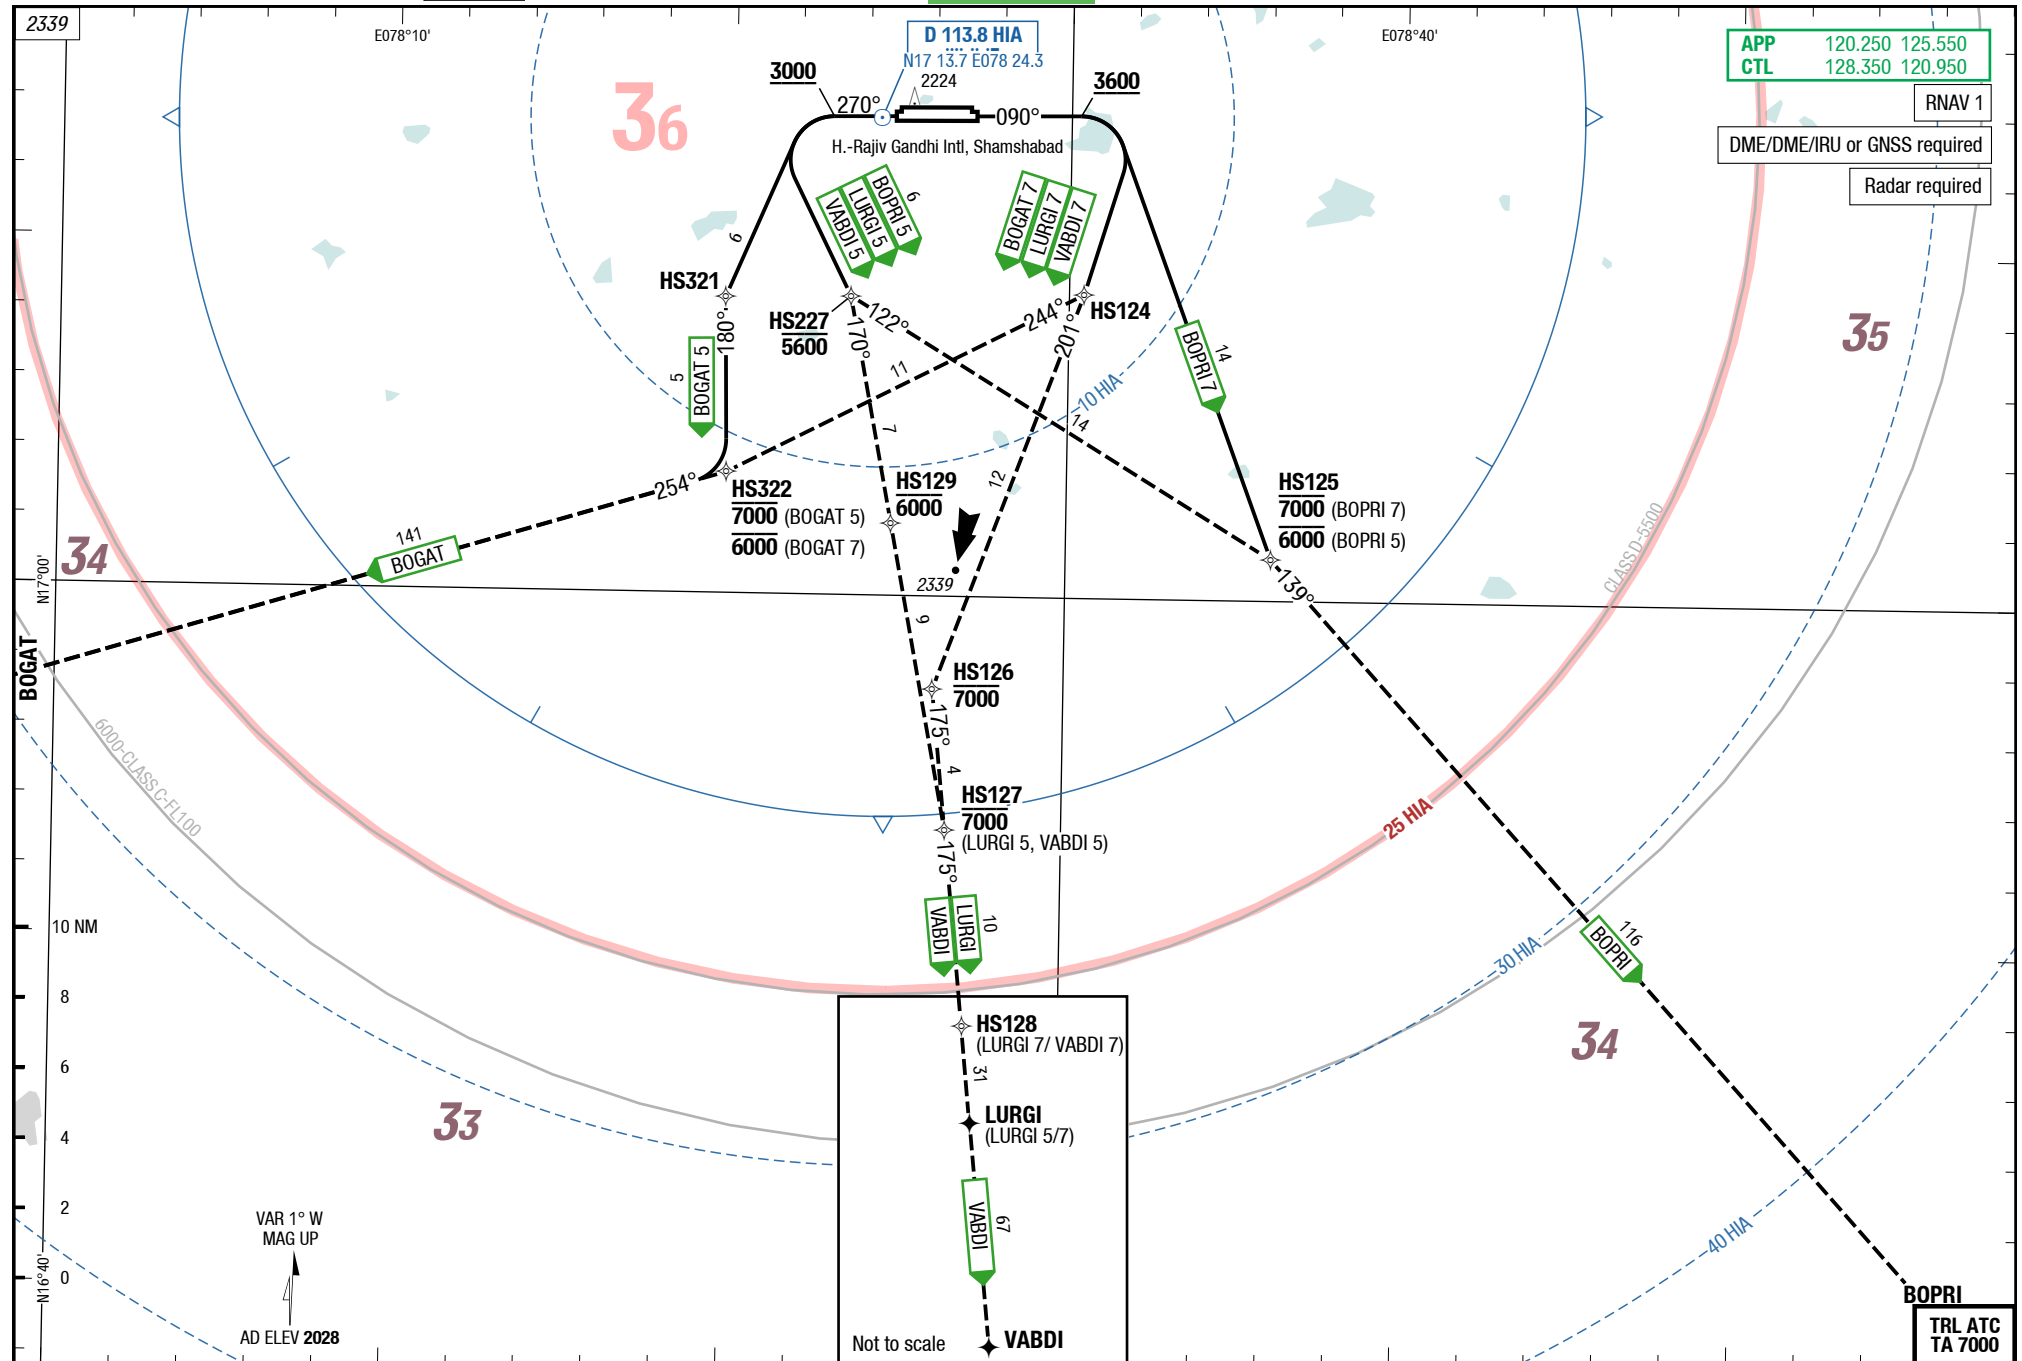 2339
E078°10'
D 113.8 HIA
N17 13.7 E078 24.3
2224
E078°40'
APP 120.250 125.550
CTL 128.350 120.950
RNAV 1
DME/DME/IRU or GNSS required
Radar required
3000
270°
090°
3600
36
H.-Rajiv Gandhi Intl, Shamshabad
6
VABDI 5
LURGI 5
BOPRI 5
6
BOGAT 7
LURGI 7
VABDI 7
HS321
180°
HS227
5600
122°
170°
244°
201°
HS124
BOPRI 7
14
35
5
BOGAT 5
11
7
10 HIA
14
12
254°
HS322
7000 (BOGAT 5)
6000 (BOGAT 7)
HS129
6000
HS125
7000 (BOPRI 7)
6000 (BOPRI 5)
CLASS D-5500
34
141
BOGAT
N17°00'
2339
139°
9
BOGAT
HS126
7000
175°
4
6000-CLASS C-FL100
HS127
7000
(LURGI 5, VABDI 5)
175°
25 HIA
VABDI
LURGI
10
30 HIA
BOPRI
116
10 NM
8
6
4
2
0
HS128
(LURGI 7/ VABDI 7)
31
34
33
LURGI
(LURGI 5/7)
VABDI
67
40 HIA
VAR 1° W
MAG UP
N16°40'
AD ELEV 2028
Not to scale
VABDI
BOPRI
TRL ATC
TA 7000